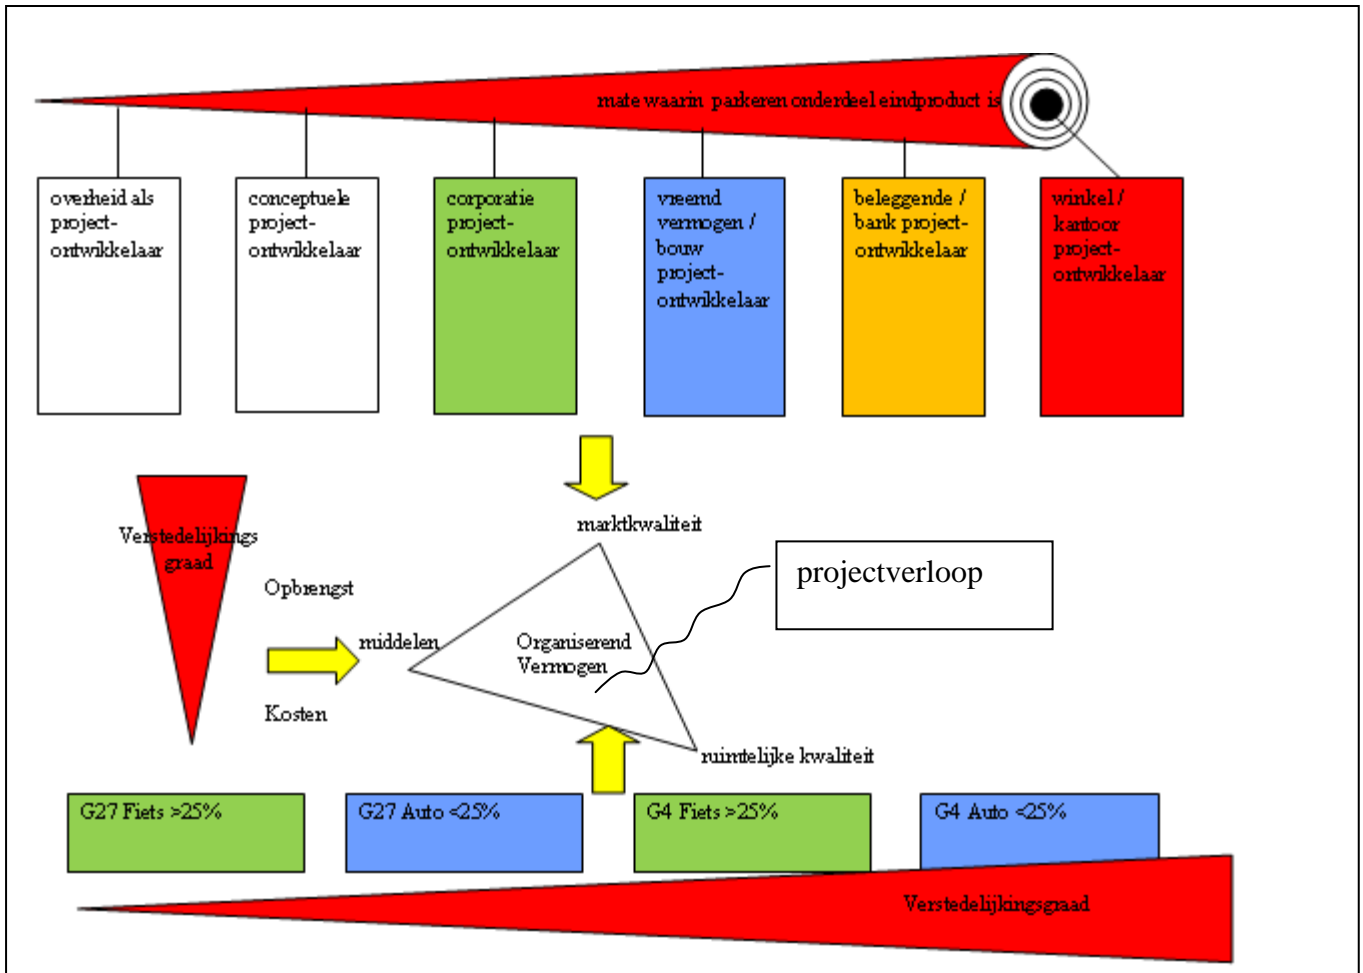 mate waarin parkeren onderdeel eindproduct is
overheid als
project-
ontwikkelaar
conceptuele
project-
ontwikkelaar
corporatie
project-
ontwikkelaar
vreemd
vermogen /
bouw
project-
ontwikkelaar
beleggende /
bank project-
ontwikkelaar
winkel /
kantoor
project-
ontwikkelaar
marktkwaliteit
Verstedelijkings
graad
Opbrengst
middelen
Kosten
Organiserend
Vermogen
projectverloop
ruimtelijke kwaliteit
G27 Fiets >25%
G27 Auto <25%
G4 Fiets >25%
G4 Auto <25%
Verstedelijkingsgraad